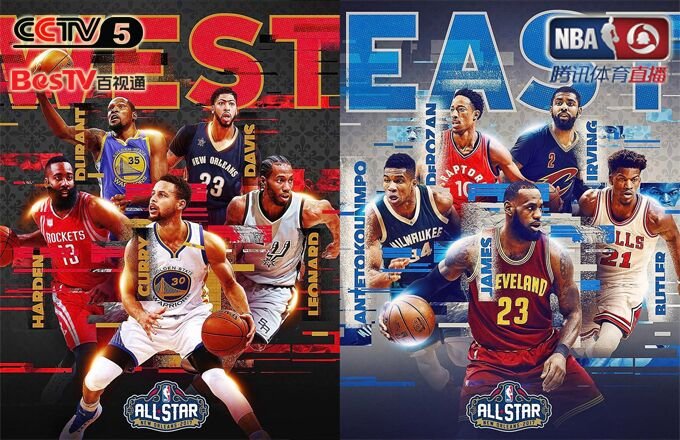 CCTV 5
BesTV百视通
WEST
DURANT
DAVIS
35
NEW ORLEANS
23
HARDEN
ROCKETS
13
CURRY
GOLDEN STATE
WARRIORS
30
LEONARD
ALL STAR
NEW ORLEANS • 2017
NBA
腾讯体育直播
EAST
DEROZAN
RAPTORS
10
IRVING
2
ANTETOKOUNMPO
MILWAUKEE
34
JAMES
CLEVELAND
23
BULLS
21
BUTLER
ALL STAR
NEW ORLEANS • 2017